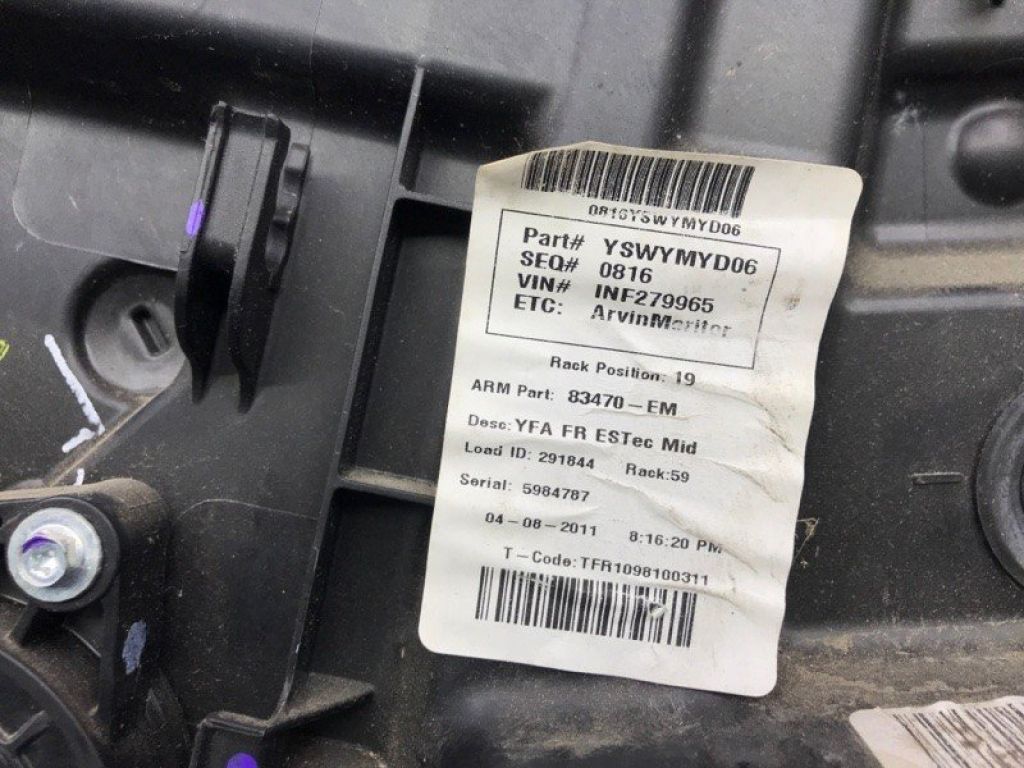 0816YSWYMYD06
Part# YSWYMYD06
SEQ# 0816
VIN# INF279965
ETC: ArvinMeritor
Rack Position: 19
ARM Part: 83470-EM
Desc: YFA FR ESTec Mid
Load ID: 291844 Rack:59
Serial: 5984787
04-08-2011 8:16:20 PM
T-Code: TFR1098100311